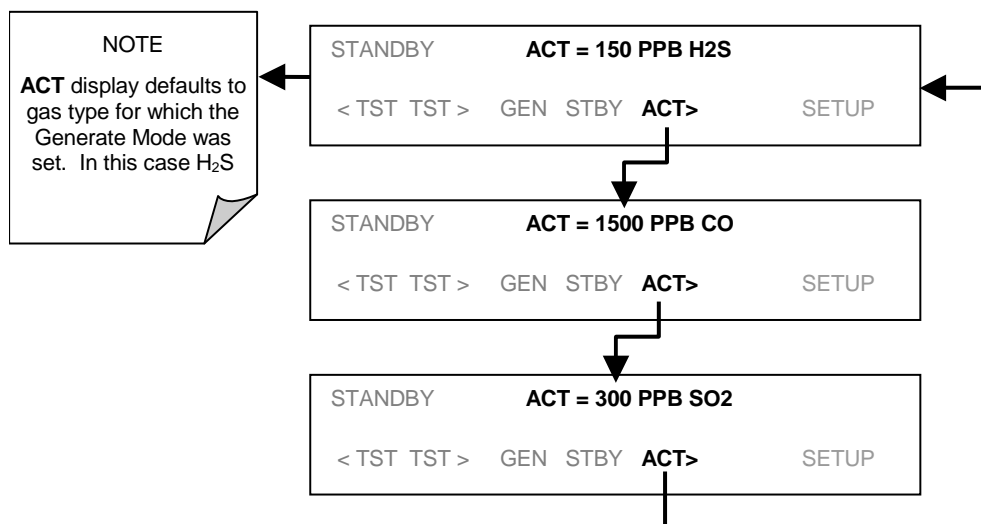 NOTE
ACT display defaults to
gas type for which the
Generate Mode was
set. In this case H₂S
STANDBY ACT = 150 PPB H2S
< TST TST > GEN STBY ACT> SETUP
STANDBY ACT = 1500 PPB CO
< TST TST > GEN STBY ACT> SETUP
STANDBY ACT = 300 PPB SO2
< TST TST > GEN STBY ACT> SETUP